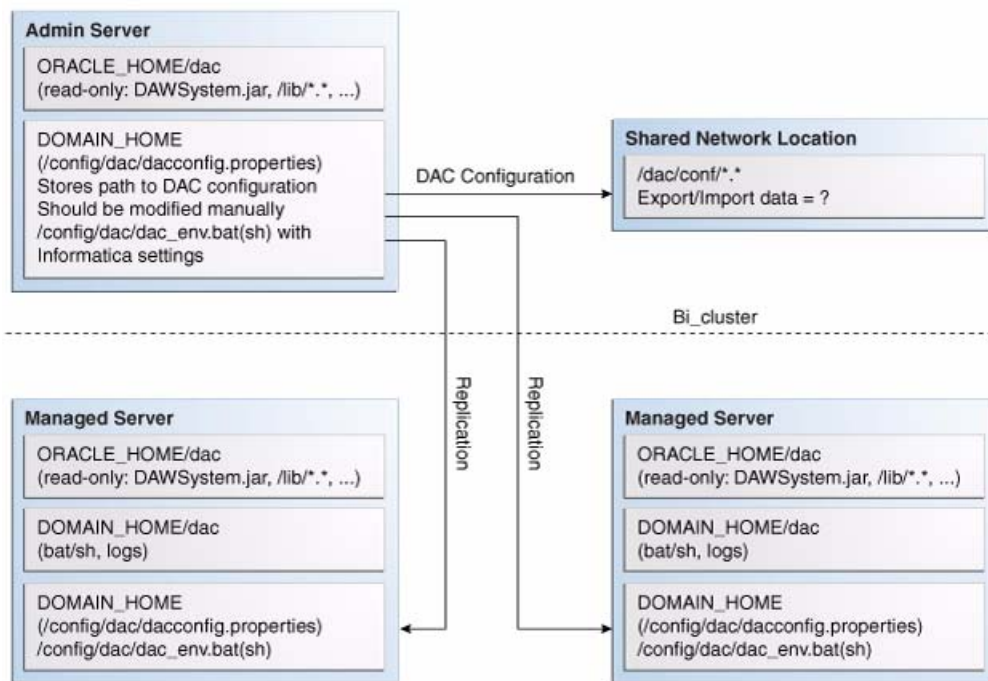 Admin Server
ORACLE_HOME/dac
(read-only: DAWSystem.jar, /lib/*.*, ...)
DOMAIN_HOME
(/config/dac/dacconfig.properties)
Stores path to DAC configuration
Should be modified manually
/config/dac/dac_env.bat(sh) with
Informatica settings
DAC Configuration
Shared Network Location
/dac/conf/*.*
Export/Import data = ?
Bi_cluster
Replication
Replication
Managed Server
ORACLE_HOME/dac
(read-only: DAWSystem.jar, /lib/*.*, ...)
DOMAIN_HOME/dac
(bat/sh, logs)
DOMAIN_HOME
(/config/dac/dacconfig.properties)
/config/dac/dac_env.bat(sh)
Managed Server
ORACLE_HOME/dac
(read-only: DAWSystem.jar, /lib/*.*, ...)
DOMAIN_HOME/dac
(bat/sh, logs)
DOMAIN_HOME
(/config/dac/dacconfig.properties)
/config/dac/dac_env.bat(sh)